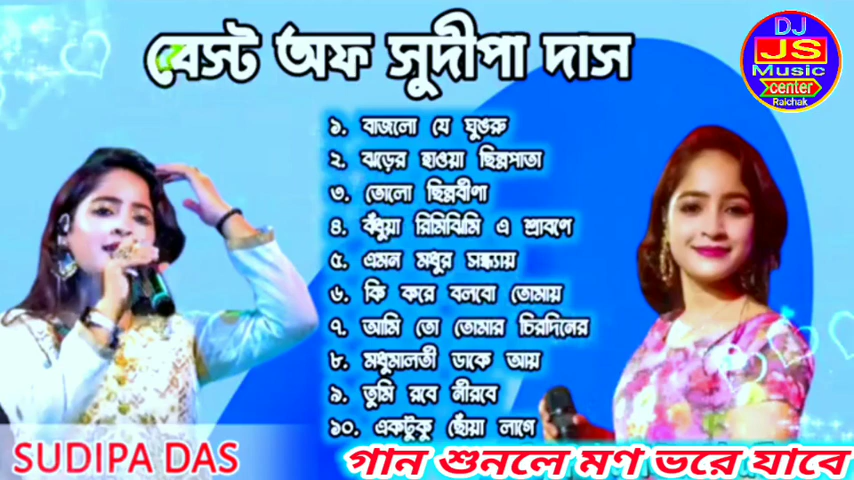 বেস্ট অফ সুদীপা দাস
DJ
JS
Music
center
Raichak
১. বাজলো যে ঘুঙরু
২. ঝড়ের হাওয়া ছিন্নপাতা
৩. তোলো ছিন্নবীণা
৪. বঁধুয়া রিমিঝিমি এ শ্রাবণে
৫. এমন মধুর সন্ধ্যায়
৬. কি করে বলবো তোমায়
৭. আমি তো তোমার চিরদিনের
৮. মধুমালতী ডাকে আয়
৯. তুমি রবে নীরবে
১০. একটুকু ছোঁয়া লাগে
SUDIPA DAS
গান শুনলে মণ ভরে যাবে